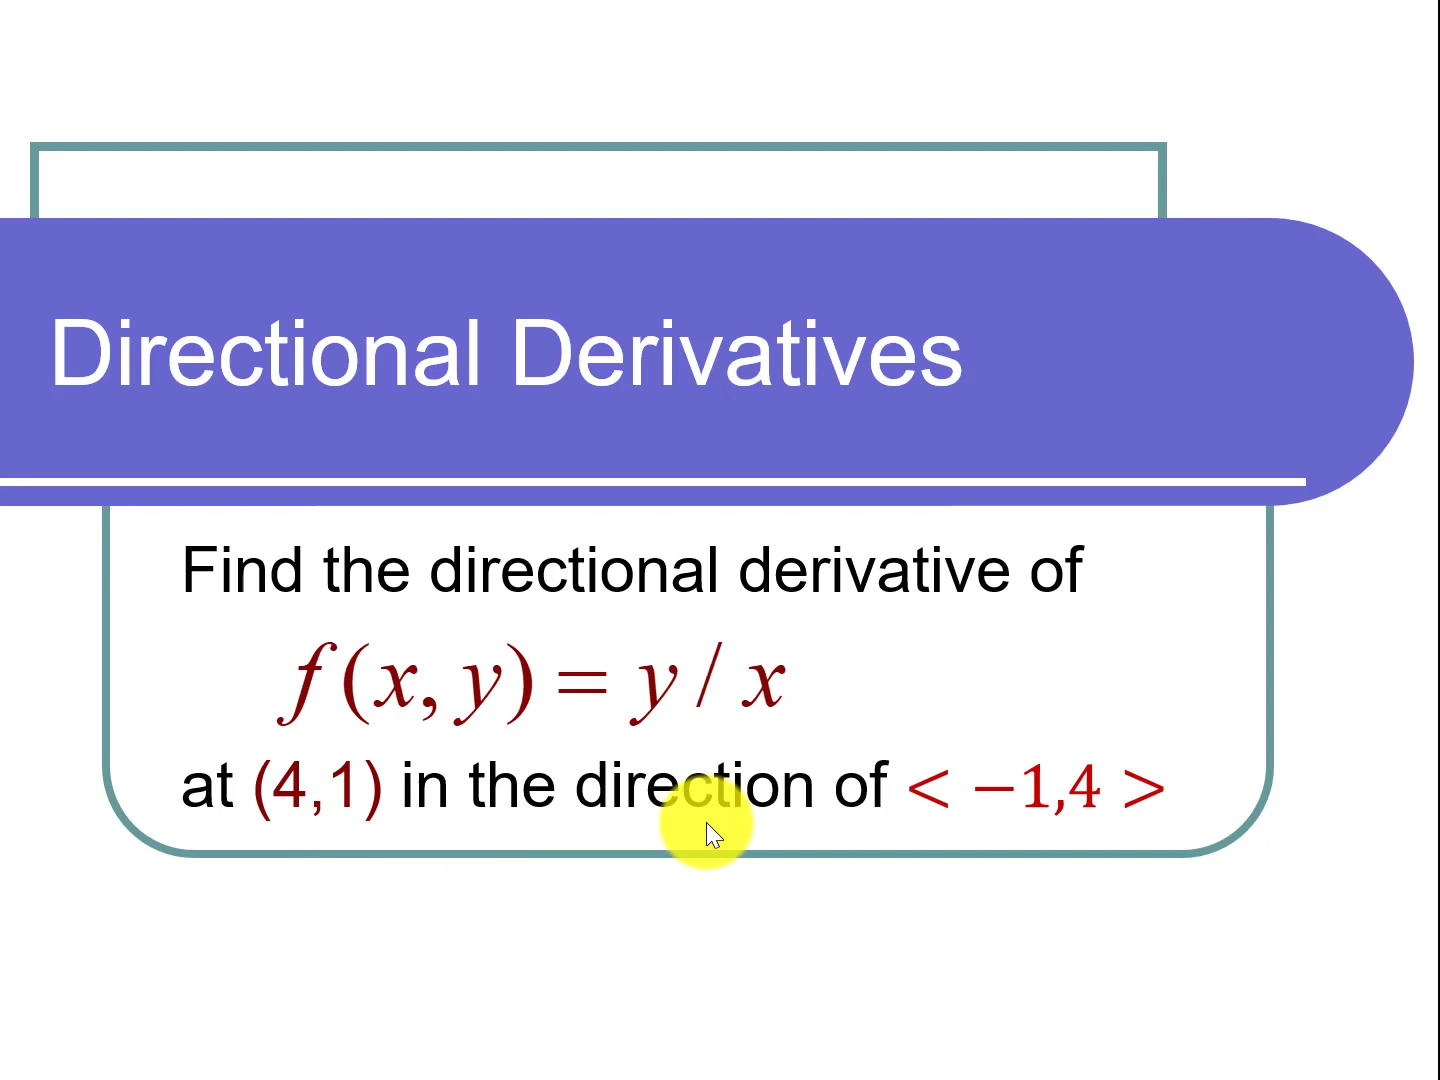 Directional Derivatives
Find the directional derivative of
f(x, y) = y / x
at (4,1) in the direction of < −1,4 >